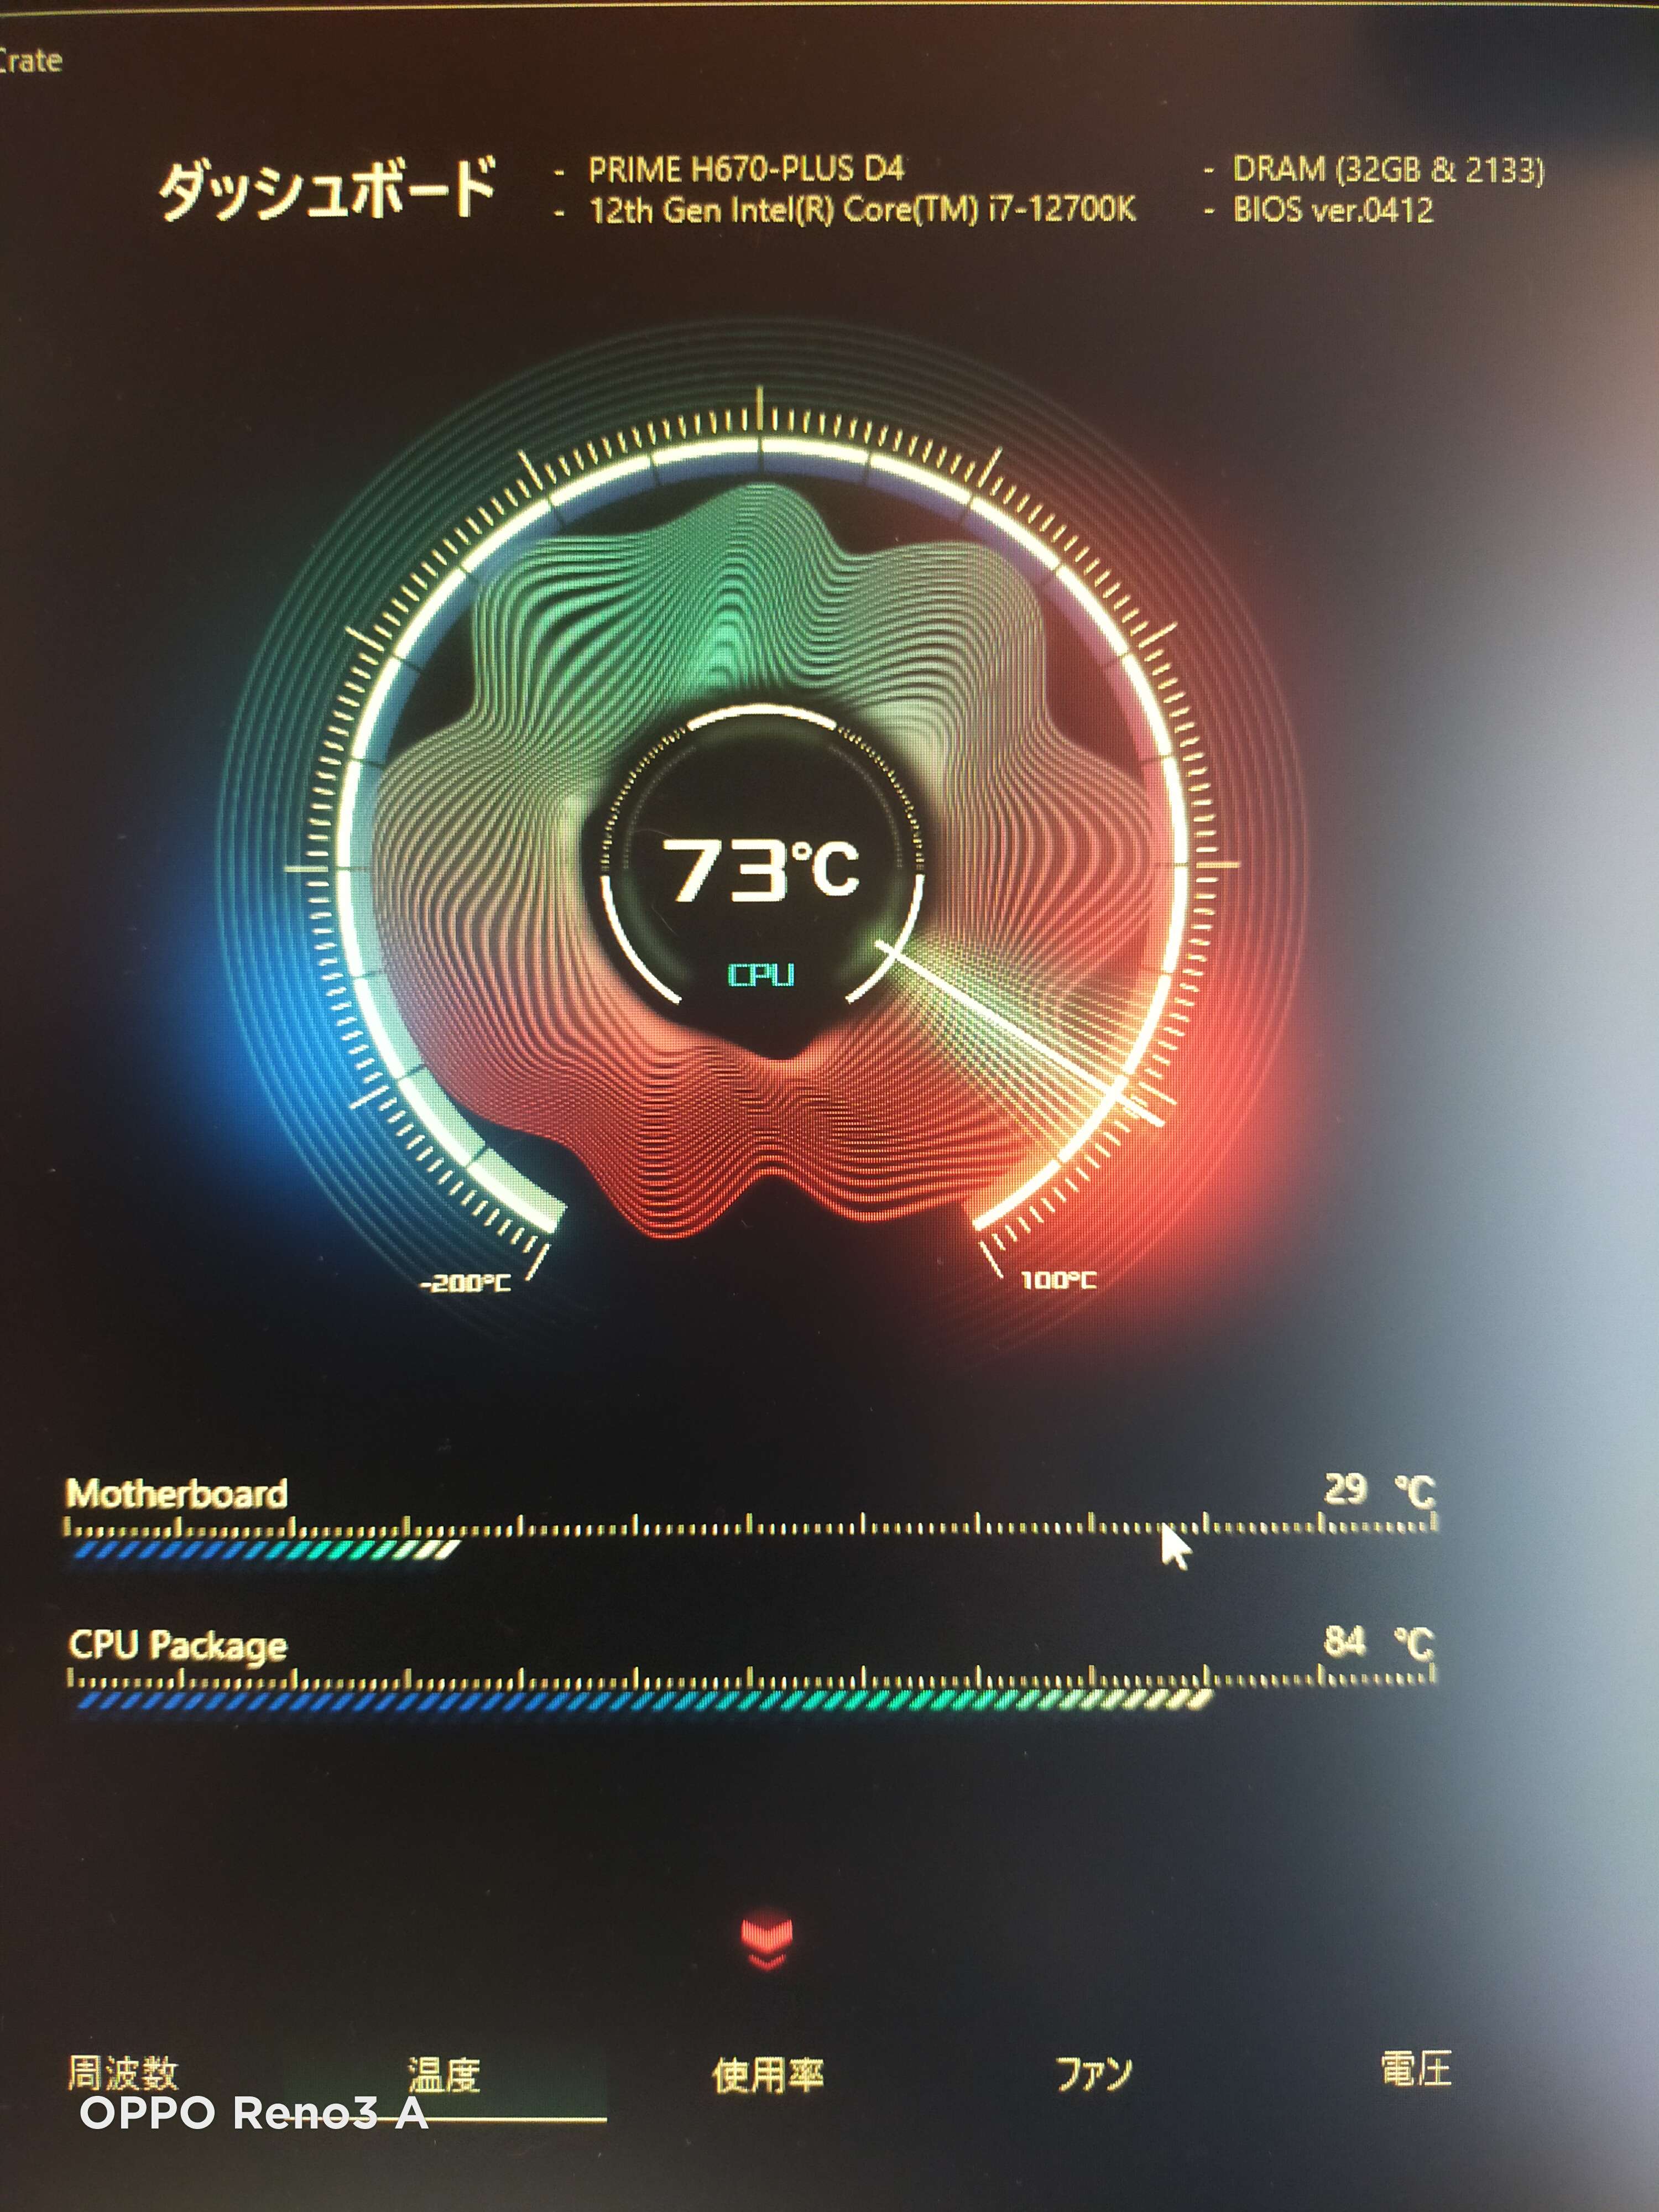 Crate
ダッシュボード
- PRIME H670-PLUS D4
- 12th Gen Intel(R) Core(TM) i7-12700K
- DRAM (32GB & 2133)
- BIOS ver.0412
73℃
CPU
-200℃
100℃
Motherboard 29 ℃
CPU Package 84 ℃
周波数 温度 使用率 ファン 電圧
OPPO Reno3 A